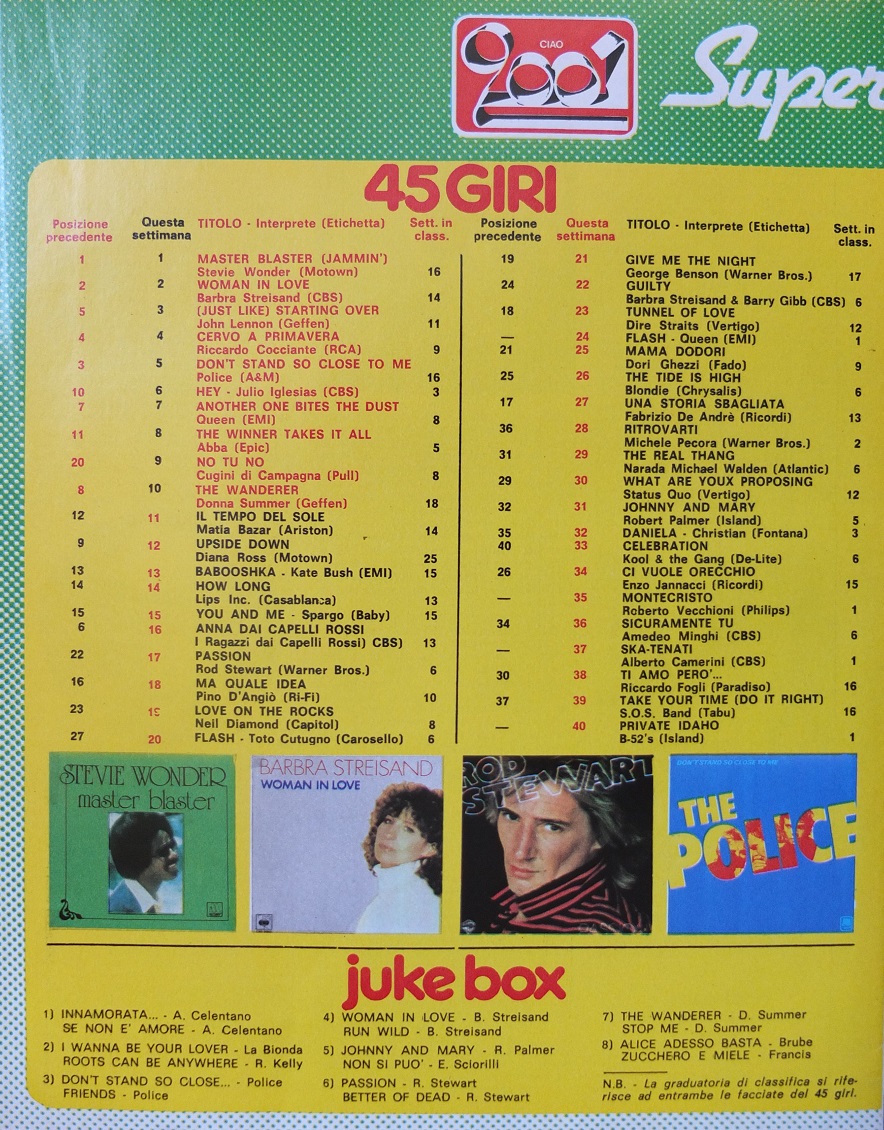 CIAO
2001
Super
45 GIRI
Posizione precedente Questa settimana TITOLO - Interprete (Etichetta) Sett. in class.
1 1 MASTER BLASTER (JAMMIN')
Stevie Wonder (Motown) 16
2 2 WOMAN IN LOVE
Barbra Streisand (CBS) 14
5 3 (JUST LIKE) STARTING OVER
John Lennon (Geffen) 11
4 4 CERVO A PRIMAVERA
Riccardo Cocciante (RCA) 9
3 5 DON'T STAND SO CLOSE TO ME
Police (A&M) 16
10 6 HEY - Julio Iglesias (CBS) 3
7 7 ANOTHER ONE BITES THE DUST
Queen (EMI) 8
11 8 THE WINNER TAKES IT ALL
Abba (Epic) 5
20 9 NO TU NO
Cugini di Campagna (Pull) 8
8 10 THE WANDERER
Donna Summer (Geffen) 18
12 11 IL TEMPO DEL SOLE
Matia Bazar (Ariston) 14
9 12 UPSIDE DOWN
Diana Ross (Motown) 25
13 13 BABOOSHKA - Kate Bush (EMI) 15
14 14 HOW LONG
Lips Inc. (Casablanca) 13
15 15 YOU AND ME - Spargo (Baby) 15
6 16 ANNA DAI CAPELLI ROSSI
I Ragazzi dai Capelli Rossi) CBS) 13
22 17 PASSION
Rod Stewart (Warner Bros.) 6
16 18 MA QUALE IDEA
Pino D'Angiò (Ri-Fi) 10
23 19 LOVE ON THE ROCKS
Neil Diamond (Capitol) 8
27 20 FLASH - Toto Cutugno (Carosello) 6
Posizione precedente Questa settimana TITOLO - Interprete (Etichetta) Sett. in class.
19 21 GIVE ME THE NIGHT
George Benson (Warner Bros.) 17
24 22 GUILTY
Barbra Streisand & Barry Gibb (CBS) 6
18 23 TUNNEL OF LOVE
Dire Straits (Vertigo) 12
— 24 FLASH - Queen (EMI) 1
21 25 MAMA DODORI
Dori Ghezzi (Fado) 9
25 26 THE TIDE IS HIGH
Blondie (Chrysalis) 6
17 27 UNA STORIA SBAGLIATA
Fabrizio De Andrè (Ricordi) 13
36 28 RITROVARTI
Michele Pecora (Warner Bros.) 2
31 29 THE REAL THANG
Narada Michael Walden (Atlantic) 6
29 30 WHAT ARE YOUX PROPOSING
Status Quo (Vertigo) 12
32 31 JOHNNY AND MARY
Robert Palmer (Island) 5
35 32 DANIELA - Christian (Fontana) 3
40 33 CELEBRATION
Kool & the Gang (De-Lite) 6
26 34 CI VUOLE ORECCHIO
Enzo Jannacci (Ricordi) 15
— 35 MONTECRISTO
Roberto Vecchioni (Philips) 1
34 36 SICURAMENTE TU
Amedeo Minghi (CBS) 6
— 37 SKA-TENATI
Alberto Camerini (CBS) 1
30 38 TI AMO PERO'...
Riccardo Fogli (Paradiso) 16
37 39 TAKE YOUR TIME (DO IT RIGHT)
S.O.S. Band (Tabu) 16
— 40 PRIVATE IDAHO
B-52's (Island) 1
STEVIE WONDER
master blaster
BARBRA STREISAND
WOMAN IN LOVE
ROD
STEWART
DON'T STAND SO CLOSE TO ME
THE
POLICE
juke box
1) INNAMORATA... - A. Celentano
SE NON E' AMORE - A. Celentano
2) I WANNA BE YOUR LOVER - La Bionda
ROOTS CAN BE ANYWHERE - R. Kelly
3) DON'T STAND SO CLOSE... - Police
FRIENDS - Police
4) WOMAN IN LOVE - B. Streisand
RUN WILD - B. Streisand
5) JOHNNY AND MARY - R. Palmer
NON SI PUO' - E. Sciorilli
6) PASSION - R. Stewart
BETTER OF DEAD - R. Stewart
7) THE WANDERER - D. Summer
STOP ME - D. Summer
8) ALICE ADESSO BASTA - Brube
ZUCCHERO E MIELE - Francis
N.B. - La graduatoria di classifica si rife-
risce ad entrambe le facciate del 45 giri.